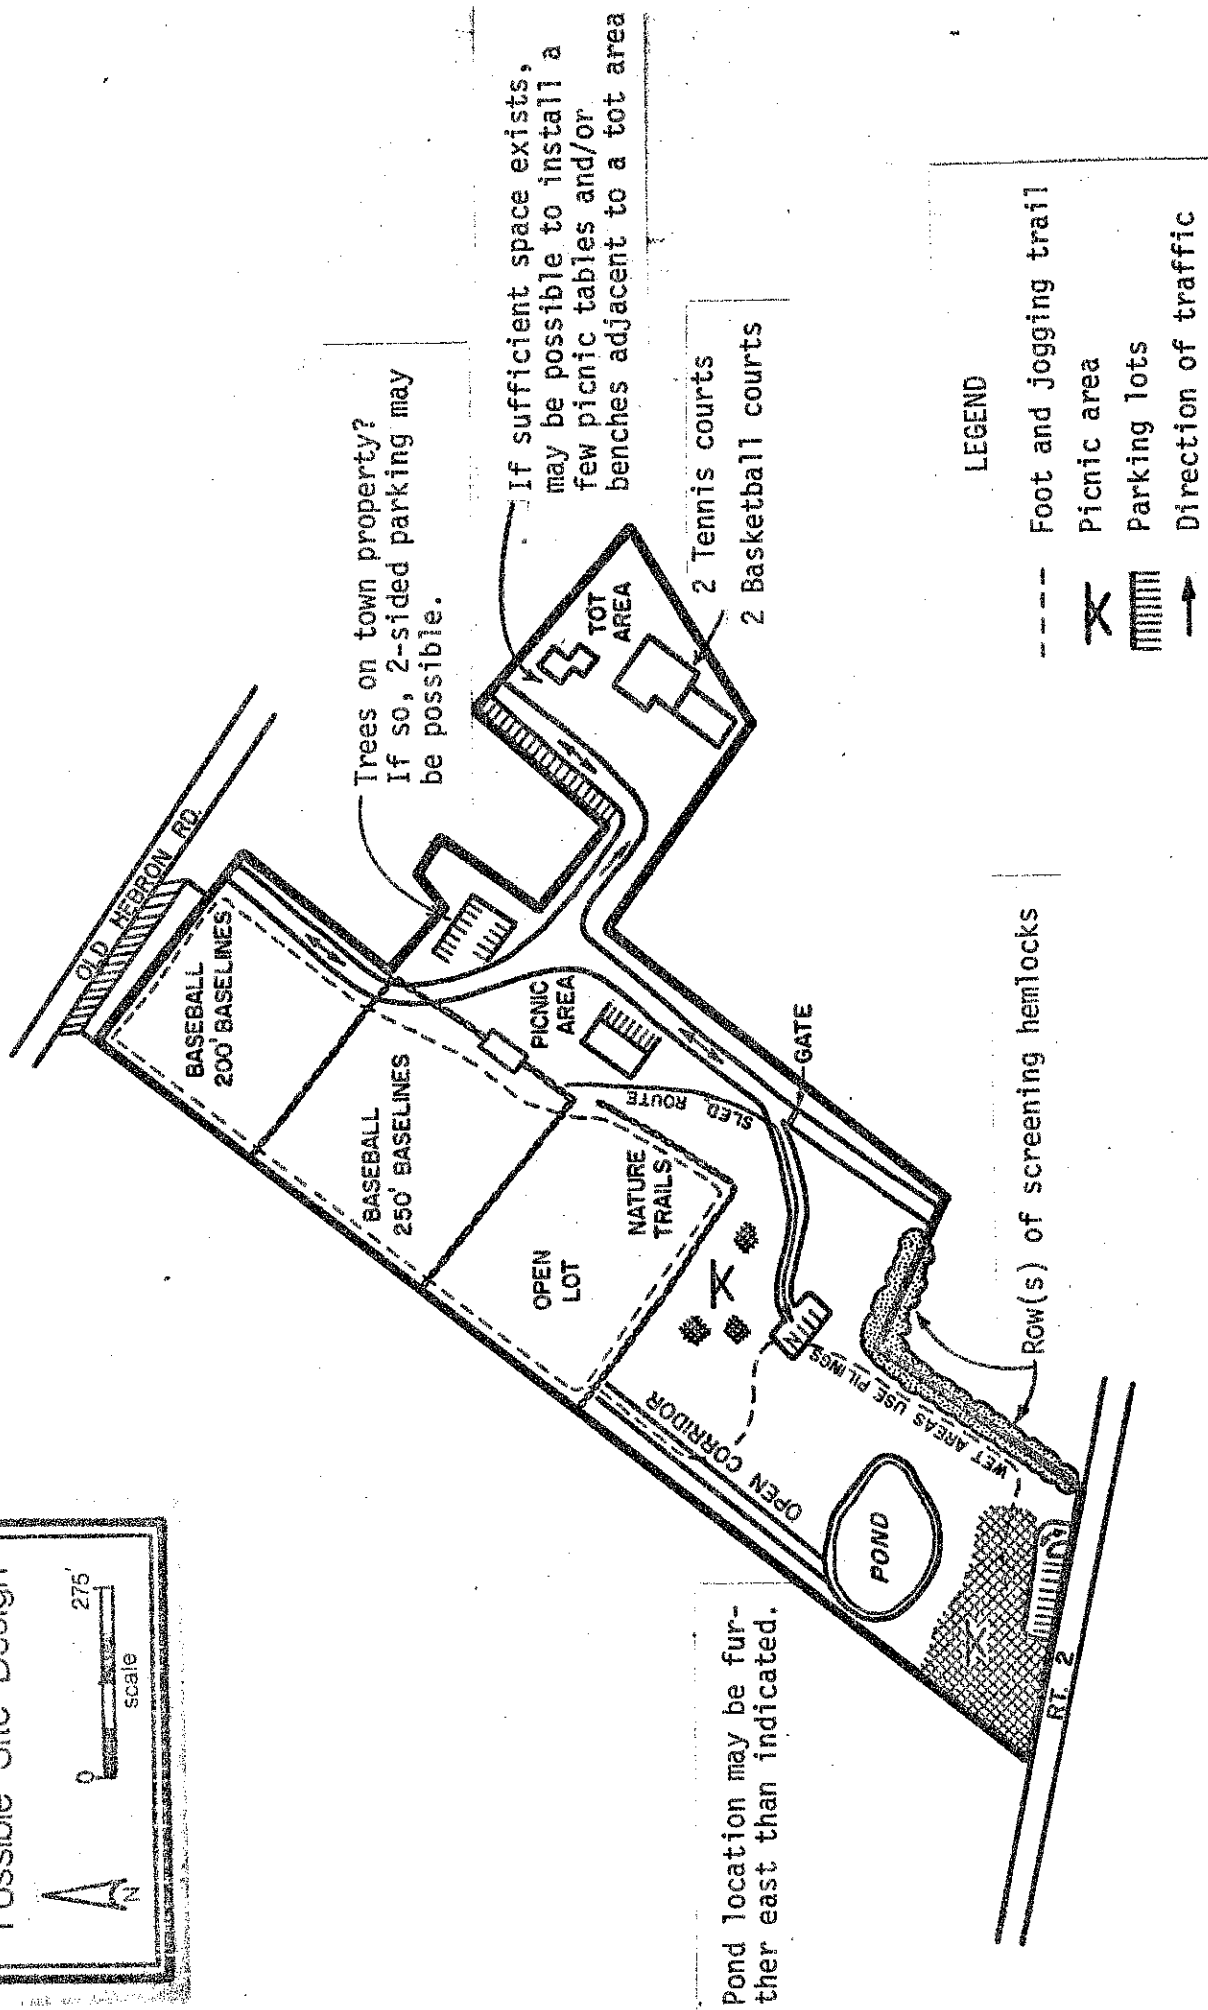 Possible Site Design
N
0
275'
scale
OLD HEBRON RD.
BASEBALL
200' BASELINES
BASEBALL
250' BASELINES
Trees on town property?
If so, 2-sided parking may
be possible.
If sufficient space exists,
may be possible to install a
few picnic tables and/or
benches adjacent to a tot area
TOT
AREA
2 Tennis courts
2 Basketball courts
PICNIC
AREA
OPEN
LOT
NATURE
TRAILS
SLED ROUTE
GATE
OPEN CORRIDOR
WET AREAS USE PILINGS
POND
Pond location may be fur-
ther east than indicated.
RT. 2
Row(s) of screening hemlocks
LEGEND
Foot and jogging trail
Picnic area
Parking lots
Direction of traffic